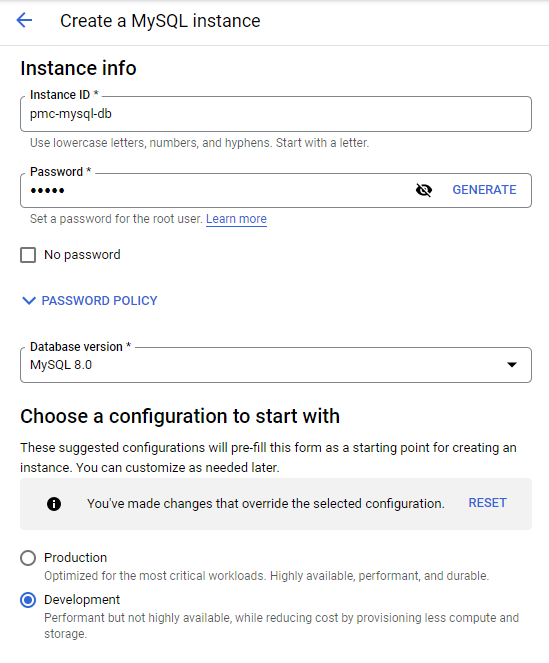 Create a MySQL instance
Instance info
Instance ID *
pmc-mysql-db
Use lowercase letters, numbers, and hyphens. Start with a letter.
Password *
•••••
GENERATE
Set a password for the root user. Learn more
No password
PASSWORD POLICY
Database version *
MySQL 8.0
Choose a configuration to start with
These suggested configurations will pre-fill this form as a starting point for creating an
instance. You can customize as needed later.
You've made changes that override the selected configuration. RESET
Production
Optimized for the most critical workloads. Highly available, performant, and durable.
Development
Performant but not highly available, while reducing cost by provisioning less compute and
storage.